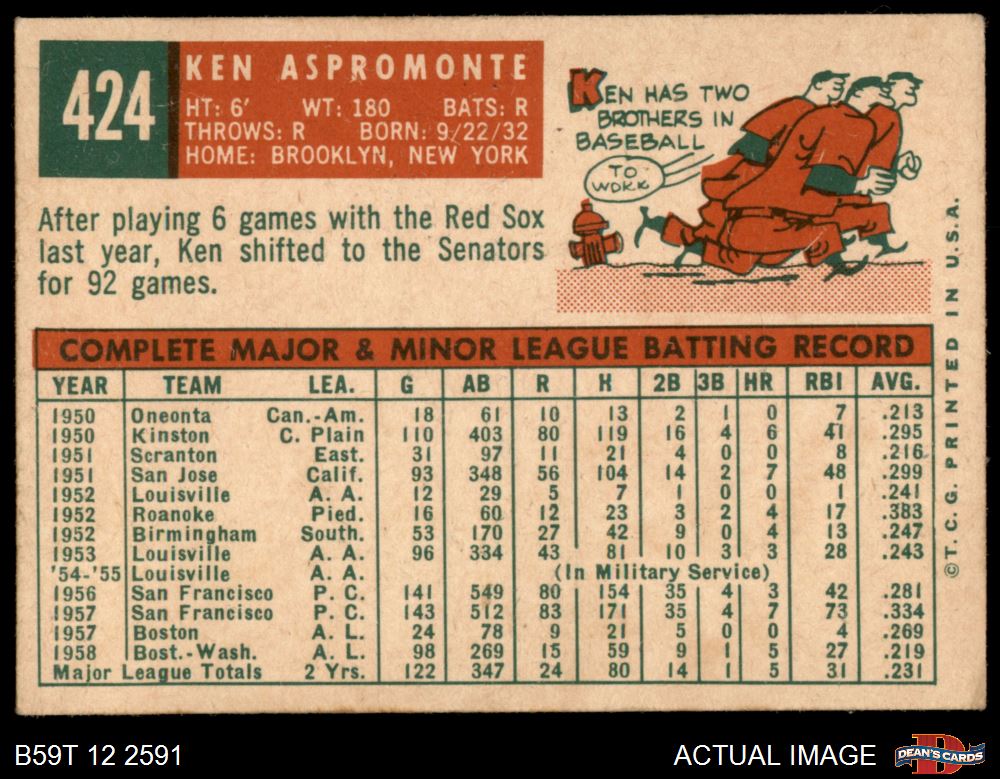 424
KEN ASPROMONTE
HT: 6' WT: 180 BATS: R
THROWS: R BORN: 9/22/32
HOME: BROOKLYN, NEW YORK
KEN HAS TWO
BROTHERS IN
BASEBALL
TO
WORK
After playing 6 games with the Red Sox
last year, Ken shifted to the Senators
for 92 games.
COMPLETE MAJOR & MINOR LEAGUE BATTING RECORD
YEAR TEAM LEA. G AB R H 2B 3B HR RBI AVG.
1950 Oneonta Can.-Am. 18 61 10 13 2 1 0 7 .213
1950 Kinston C. Plain 110 403 80 119 16 4 6 41 .295
1951 Scranton East. 31 97 11 21 4 0 0 8 .216
1951 San Jose Calif. 93 348 56 104 14 2 7 48 .299
1952 Louisville A. A. 12 29 5 7 1 0 0 1 .241
1952 Roanoke Pied. 16 60 12 23 3 2 4 17 .383
1952 Birmingham South. 53 170 27 42 9 0 4 13 .247
1953 Louisville A. A. 96 334 43 81 10 3 3 28 .243
'54-'55 Louisville A. A. (In Military Service)
1956 San Francisco P. C. 141 549 80 154 35 4 3 42 .281
1957 San Francisco P. C. 143 512 83 171 35 4 7 73 .334
1957 Boston A. L. 24 78 9 21 5 0 0 4 .269
1958 Bost.-Wash. A. L. 98 269 15 59 9 1 5 27 .219
Major League Totals 2 Yrs. 122 347 24 80 14 1 5 31 .231
©T. C. G. PRINTED IN U.S.A.
B59T 12 2591
ACTUAL IMAGE
DEAN'S CARDS